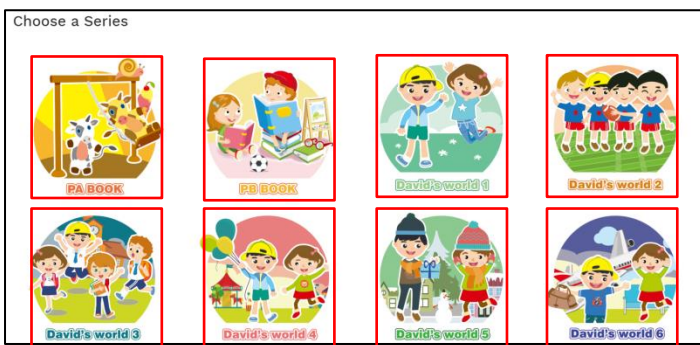 Choose a Series
PA BOOK
PB BOOK
David's world 1
David's world 2
David's world 3
David's world 4
David's world 5
David's world 6